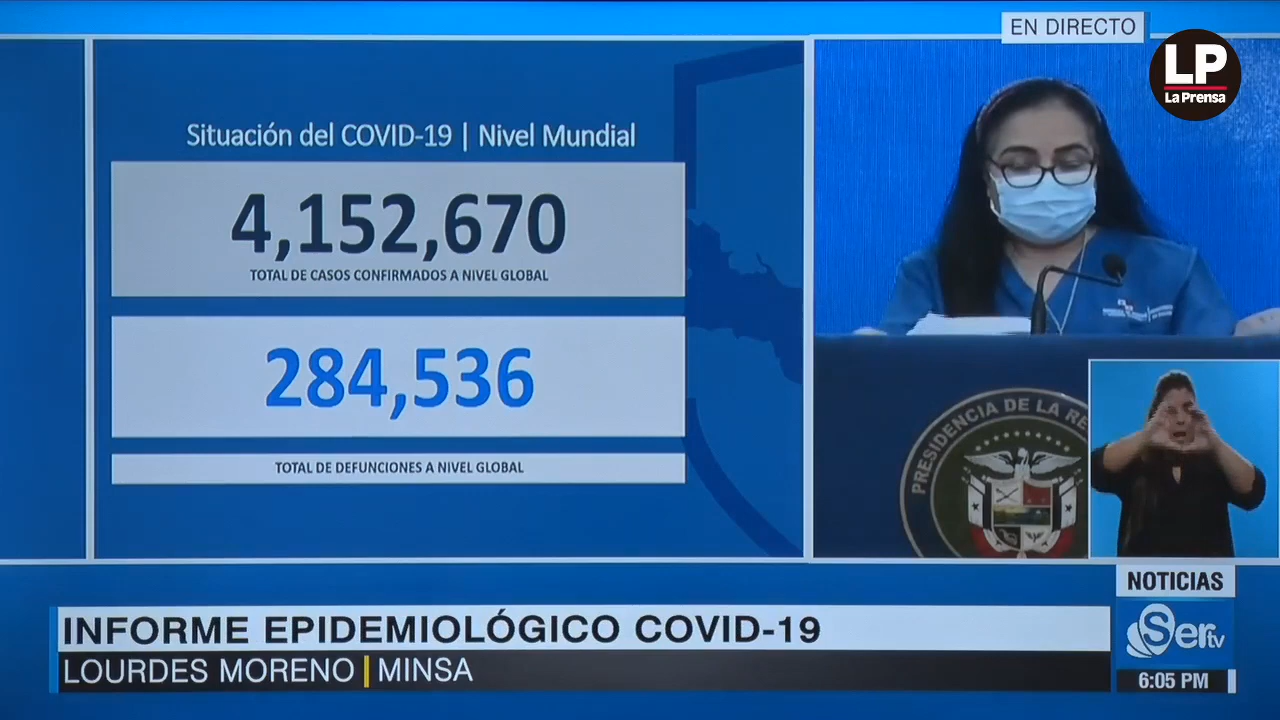 EN DIRECTO
LP
La Prensa
Situación del COVID-19 | Nivel Mundial
4,152,670
TOTAL DE CASOS CONFIRMADOS A NIVEL GLOBAL
284,536
TOTAL DE DEFUNCIONES A NIVEL GLOBAL
PRESIDENCIA DE LA RE
NOTICIAS
Sertv
6:05 PM
INFORME EPIDEMIOLÓGICO COVID-19
LOURDES MORENO | MINSA